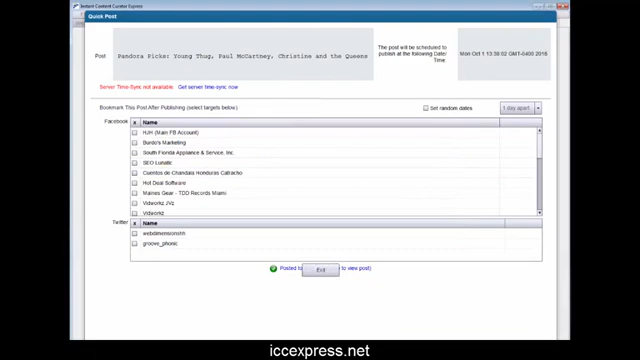 Instant Content Curator Express
Quick Post
Post
Pandora Picks: Young Thug, Paul McCartney, Christine and the Queens
The post will be scheduled to
publish at the following Date/
Time:
Mon Oct 1 13:38:02 GMT-0400 2018
Server Time-Sync not available. Get server time-sync now
Bookmark This Post After Publishing (select targets below)
Set random dates
1 day apart
Facebook
x Name
HJH (Main FB Account)
Burdo's Marketing
South Florida Appliance & Service, Inc.
SEO Lunatic
Cuentos de Chandala Honduras Catracho
Hot Deal Software
Maines Gear - TDD Records Miami
Vidworkz JVz
Vidworkz
Twitter
x Name
webdimensionshh
groove_phonic
Posted to
Exit
to view post)
iccexpress.net